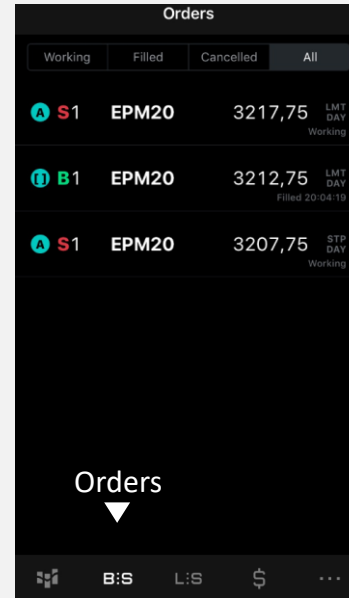 Orders
Working Filled Cancelled All
A S1 EPM20 3217,75 LMT
DAY
Working
[] B1 EPM20 3212,75 LMT
DAY
Filled 20:04:19
A S1 EPM20 3207,75 STP
DAY
Working
Orders
B:S L:S $ ...